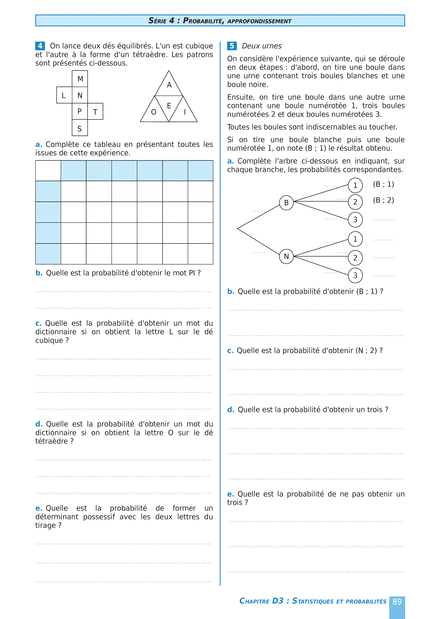 SÉRIE 4 : PROBABILITÉ, APPROFONDISSEMENT
4 On lance deux dés équilibrés. L'un est cubique
et l'autre à la forme d'un tétraèdre. Les patrons
sont présentés ci-dessous.
M
L N
P T
S
A
E
O I
a. Complète ce tableau en présentant toutes les
issues de cette expérience.
b. Quelle est la probabilité d'obtenir le mot PI ?
c. Quelle est la probabilité d'obtenir un mot du
dictionnaire si on obtient la lettre L sur le dé
cubique ?
d. Quelle est la probabilité d'obtenir un mot du
dictionnaire si on obtient la lettre O sur le dé
tétraèdre ?
e. Quelle est la probabilité de former un
déterminant possessif avec les deux lettres du
tirage ?
5 Deux urnes
On considère l'expérience suivante, qui se déroule
en deux étapes : d'abord, on tire une boule dans
une urne contenant trois boules blanches et une
boule noire.
Ensuite, on tire une boule dans une autre urne
contenant une boule numérotée 1, trois boules
numérotées 2 et deux boules numérotées 3.
Toutes les boules sont indiscernables au toucher.
Si on tire une boule blanche puis une boule
numérotée 1, on note (B ; 1) le résultat obtenu.
a. Complète l'arbre ci-dessous en indiquant, sur
chaque branche, les probabilités correspondantes.
1 (B ; 1)
B 2 (B ; 2)
3
1
N 2
3
b. Quelle est la probabilité d'obtenir (B ; 1) ?
c. Quelle est la probabilité d'obtenir (N ; 2) ?
d. Quelle est la probabilité d'obtenir un trois ?
e. Quelle est la probabilité de ne pas obtenir un
trois ?
CHAPITRE D3 : STATISTIQUES ET PROBABILITÉS 89